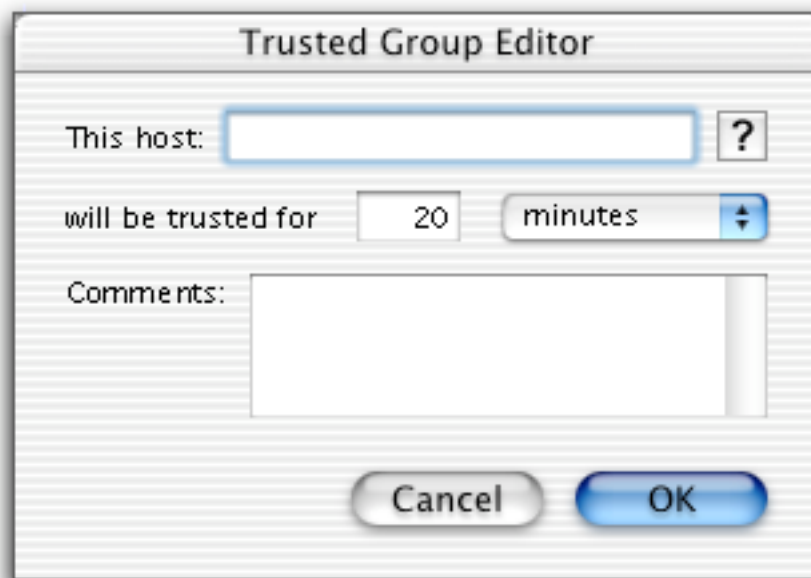 Trusted Group Editor
This host: ?
will be trusted for 20 minutes
Comments:
Cancel OK